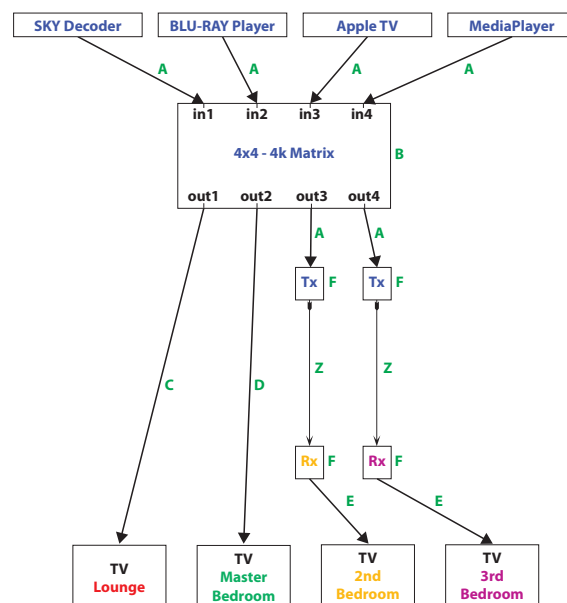 SKY Decoder
BLU-RAY Player
Apple TV
MediaPlayer
A
A
A
A
in1
in2
in3
in4
4x4 - 4k Matrix
B
out1
out2
out3
out4
A
A
Tx
F
Tx
F
C
D
Z
Z
Rx
F
Rx
F
E
E
TV
Lounge
TV
Master
Bedroom
TV
2nd
Bedroom
TV
3rd
Bedroom